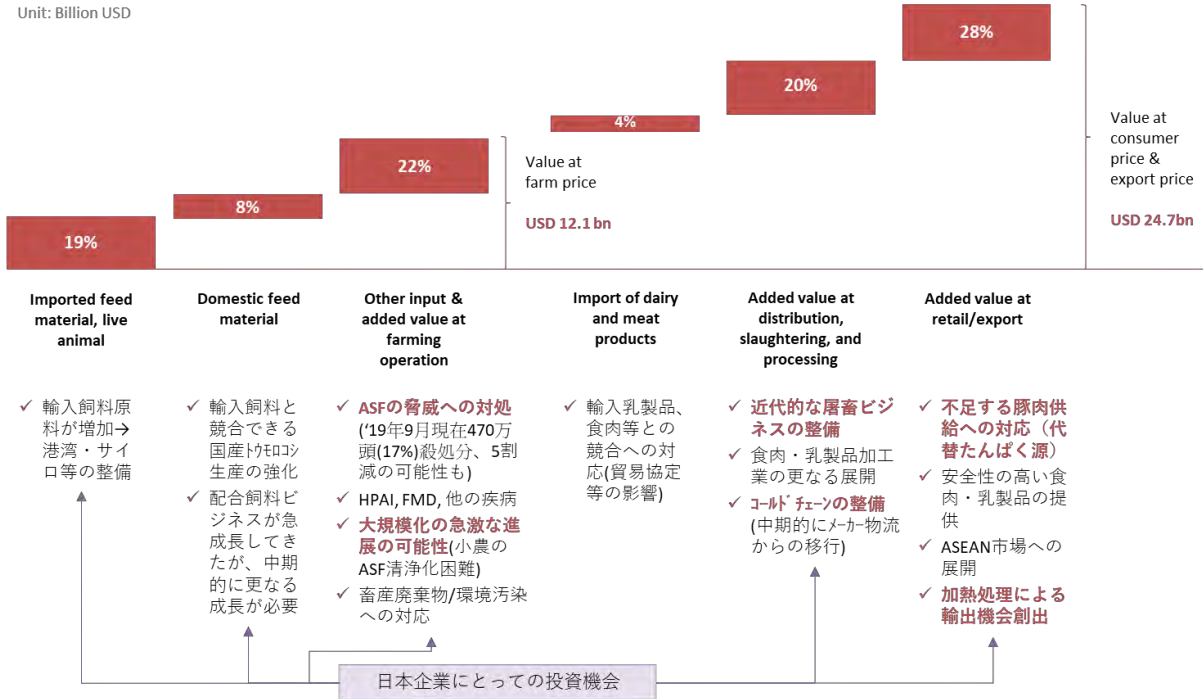 Unit: Billion USD
28%
20%
4%
22%
8%
19%
Value at
farm price
USD 12.1 bn
Value at
consumer
price &
export price
USD 24.7bn
Imported feed
material, live
animal
Domestic feed
material
Other input &
added value at
farming
operation
Import of dairy
and meat
products
Added value at
distribution,
slaughtering, and
processing
Added value at
retail/export
✓ 輸入飼料原
料が増加→
港湾・サイ
ロ等の整備
✓ 輸入飼料と
競合できる
国産トウモロコシ
生産の強化
✓ 配合飼料ビ
ジネスが急
成長してき
たが、中期
的に更なる
成長が必要
✓ ASFの脅威への対処
(‘19年9月現在470万
頭(17%)殺処分、5割
減の可能性も)
✓ HPAI, FMD, 他の疾病
✓ 大規模化の急激な進
展の可能性(小農の
ASF清浄化困難)
✓ 畜産廃棄物/環境汚染
への対応
✓ 輸入乳製品、
食肉等との
競合への対
応(貿易協定
等の影響)
✓ 近代的な屠畜ビジ
ネスの整備
✓ 食肉・乳製品加工
業の更なる展開
✓ コールドチェーンの整備
(中期的にメーカー物流
からの移行)
✓ 不足する豚肉供
給への対応（代
替たんぱく源）
✓ 安全性の高い食
肉・乳製品の提
供
✓ ASEAN市場への
展開
✓ 加熱処理による
輸出機会創出
日本企業にとっての投資機会